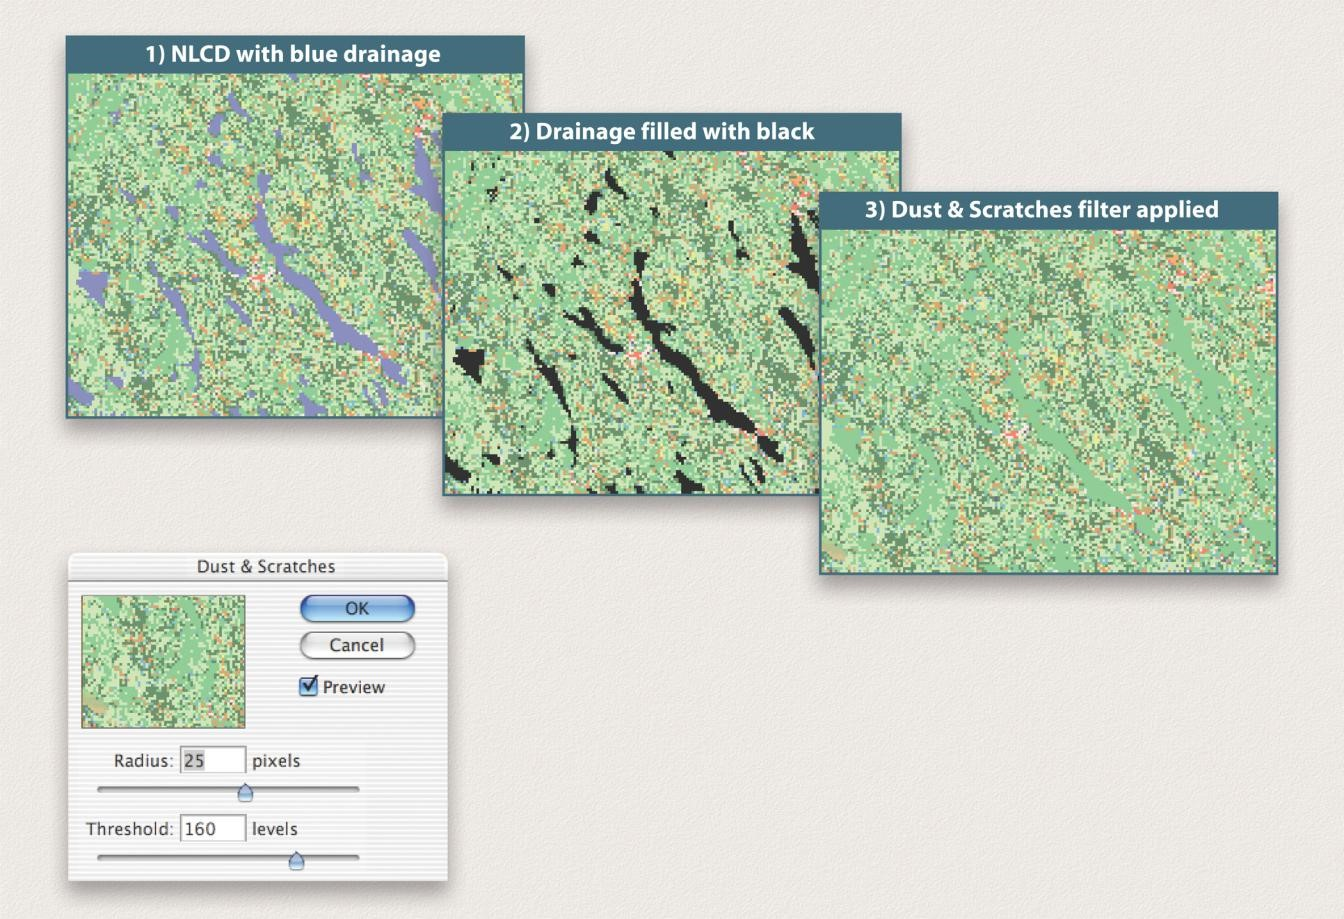 1) NLCD with blue drainage
2) Drainage filled with black
3) Dust & Scratches filter applied
Dust & Scratches
OK
Cancel
Preview
Radius: 25 pixels
Threshold: 160 levels